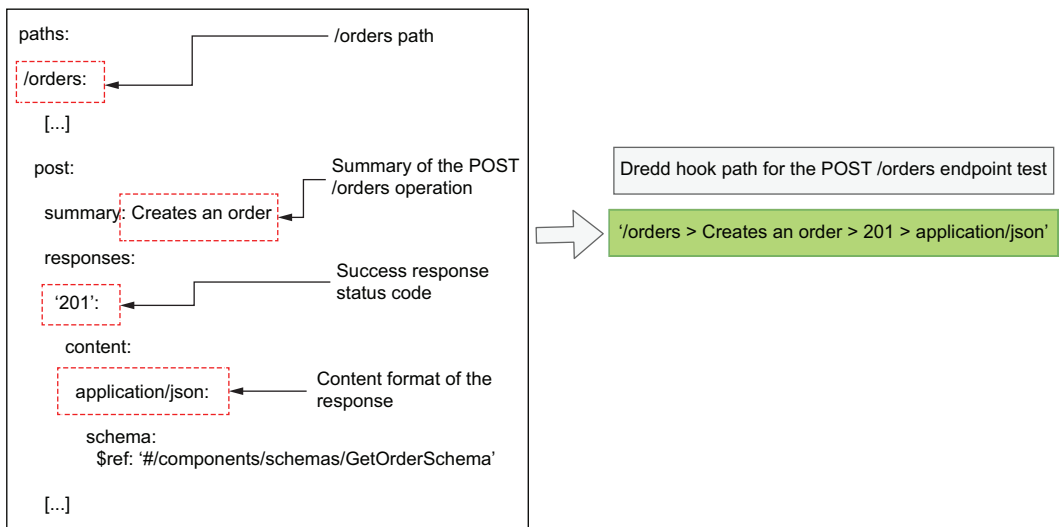 paths:
/orders path
/orders:
[...]
post:
Summary of the POST
/orders operation
summary: Creates an order
responses:
Success response
status code
‘201’:
content:
application/json:
Content format of the
response
schema:
$ref: ‘#/components/schemas/GetOrderSchema’
[...]
Dredd hook path for the POST /orders endpoint test
‘/orders > Creates an order > 201 > application/json’